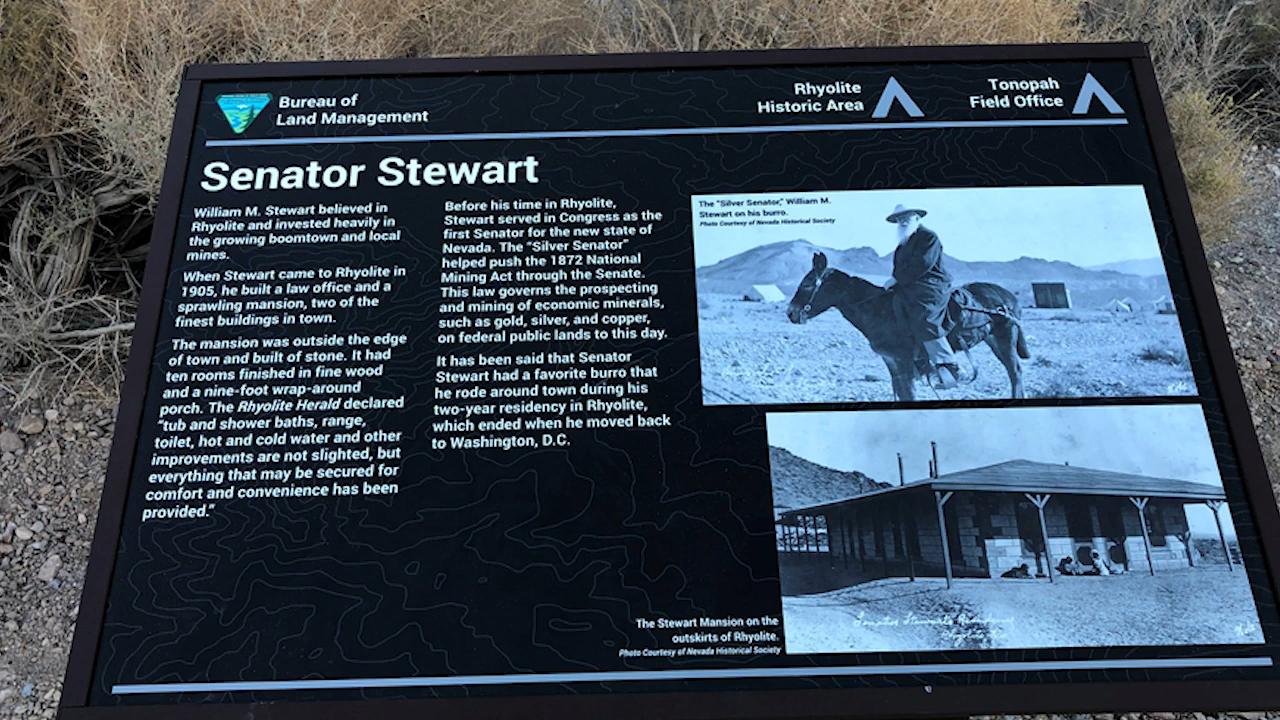 Bureau of
Land Management
Rhyolite
Historic Area
Tonopah
Field Office
Senator Stewart
William M. Stewart believed in
Rhyolite and invested heavily in
the growing boomtown and local
mines.
When Stewart came to Rhyolite in
1905, he built a law office and a
sprawling mansion, two of the
finest buildings in town.
The mansion was outside the edge
of town and built of stone. It had
ten rooms finished in fine wood
and a nine-foot wrap-around
porch. The Rhyolite Herald declared
"tub and shower baths, range,
toilet, hot and cold water and other
improvements are not slighted, but
everything that may be secured for
comfort and convenience has been
provided."
Before his time in Rhyolite,
Stewart served in Congress as the
first Senator for the new state of
Nevada. The "Silver Senator"
helped push the 1872 National
Mining Act through the Senate.
This law governs the prospecting
and mining of economic minerals,
such as gold, silver, and copper,
on federal public lands to this day.
It has been said that Senator
Stewart had a favorite burro that
he rode around town during his
two-year residency in Rhyolite,
which ended when he moved back
to Washington, D.C.
The "Silver Senator," William M.
Stewart on his burro.
Photo Courtesy of Nevada Historical Society
The Stewart Mansion on the
outskirts of Rhyolite.
Photo Courtesy of Nevada Historical Society
Senator Stewart's Residence